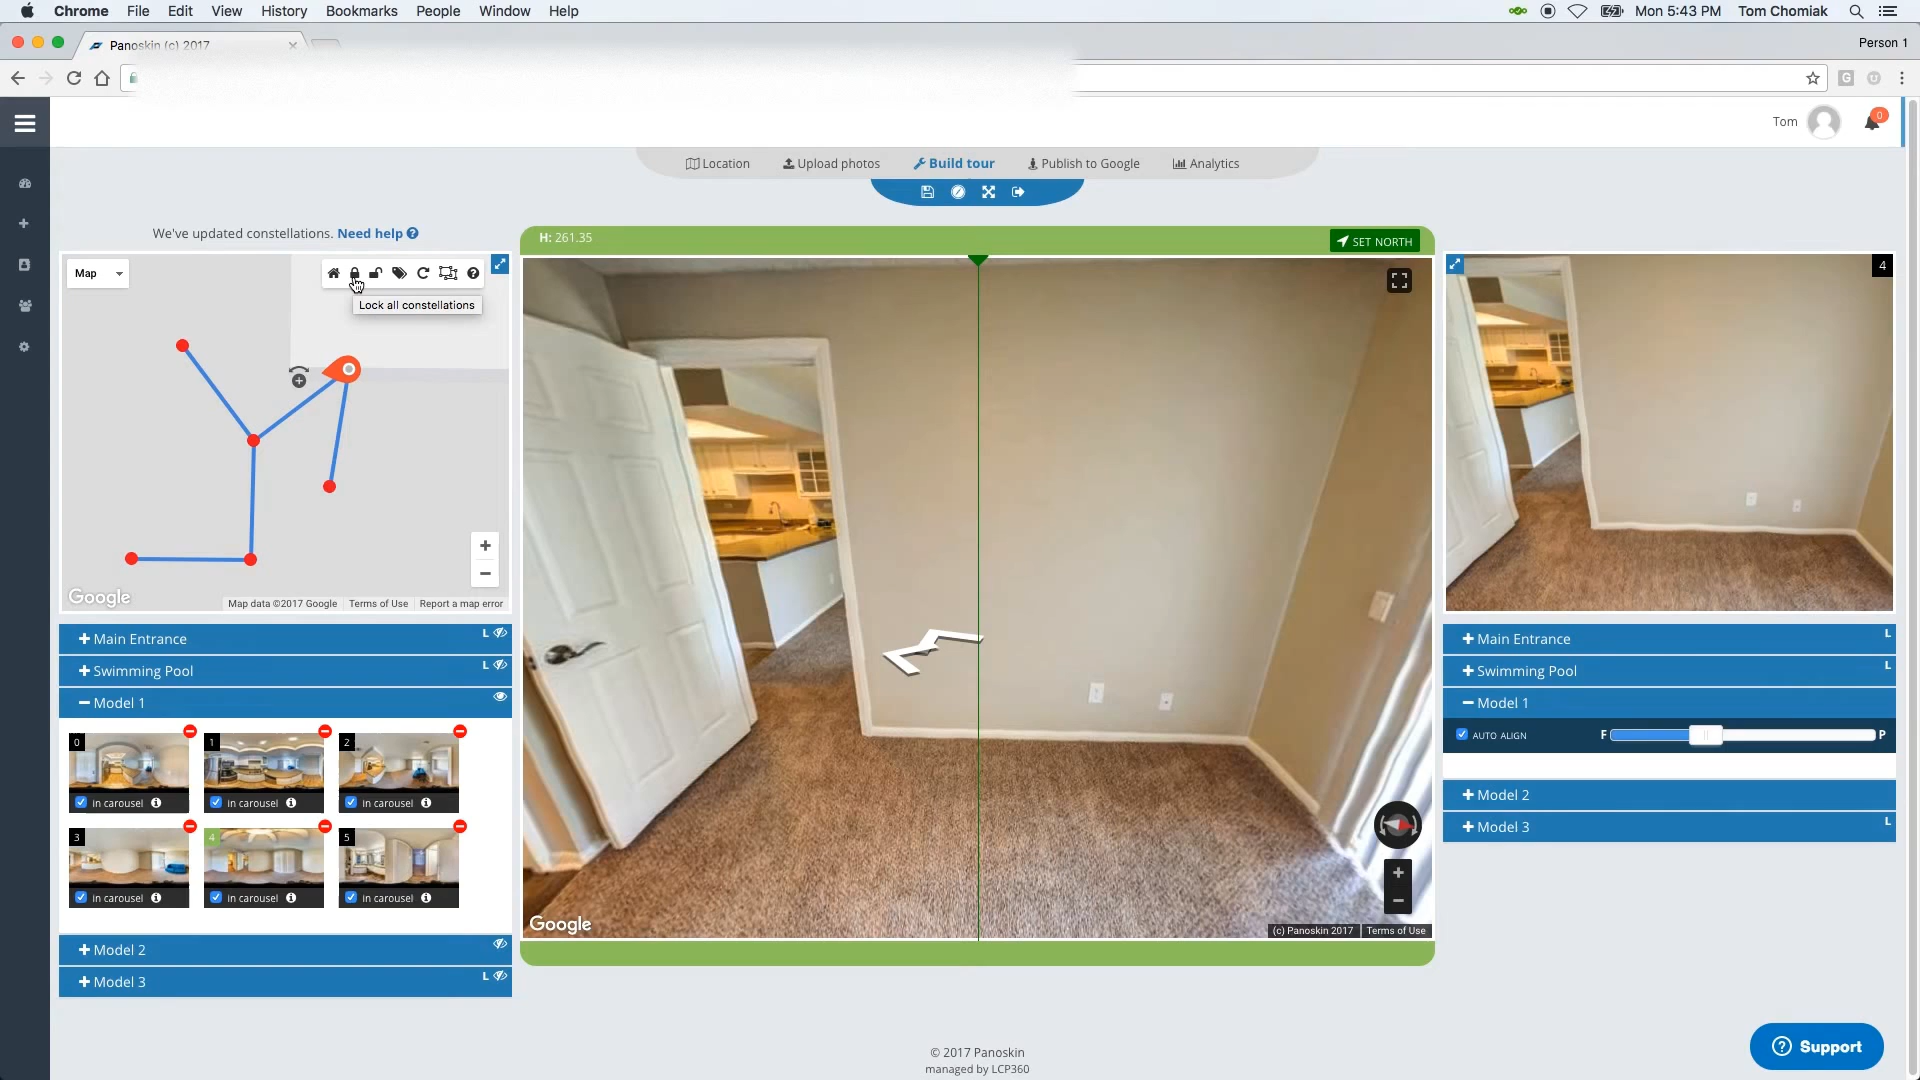 Chrome File Edit View History Bookmarks People Window Help
Mon 5:43 PM Tom Chomiak
Panoskin (c) 2017
Person 1
Tom
0
Location Upload photos Build tour Publish to Google Analytics
We've updated constellations. Need help
H: 261.35
SET NORTH
Map
Lock all constellations
4
Google
Map data ©2017 Google Terms of Use Report a map error
Main Entrance L
Swimming Pool L
Model 1
0 1 2
in carousel in carousel in carousel
3 4 5
in carousel in carousel in carousel
Model 2
Model 3 L
Google
(c) Panoskin 2017 Terms of Use
Main Entrance L
Swimming Pool L
Model 1
AUTO ALIGN F P
Model 2
Model 3 L
© 2017 Panoskin
managed by LCP360
Support